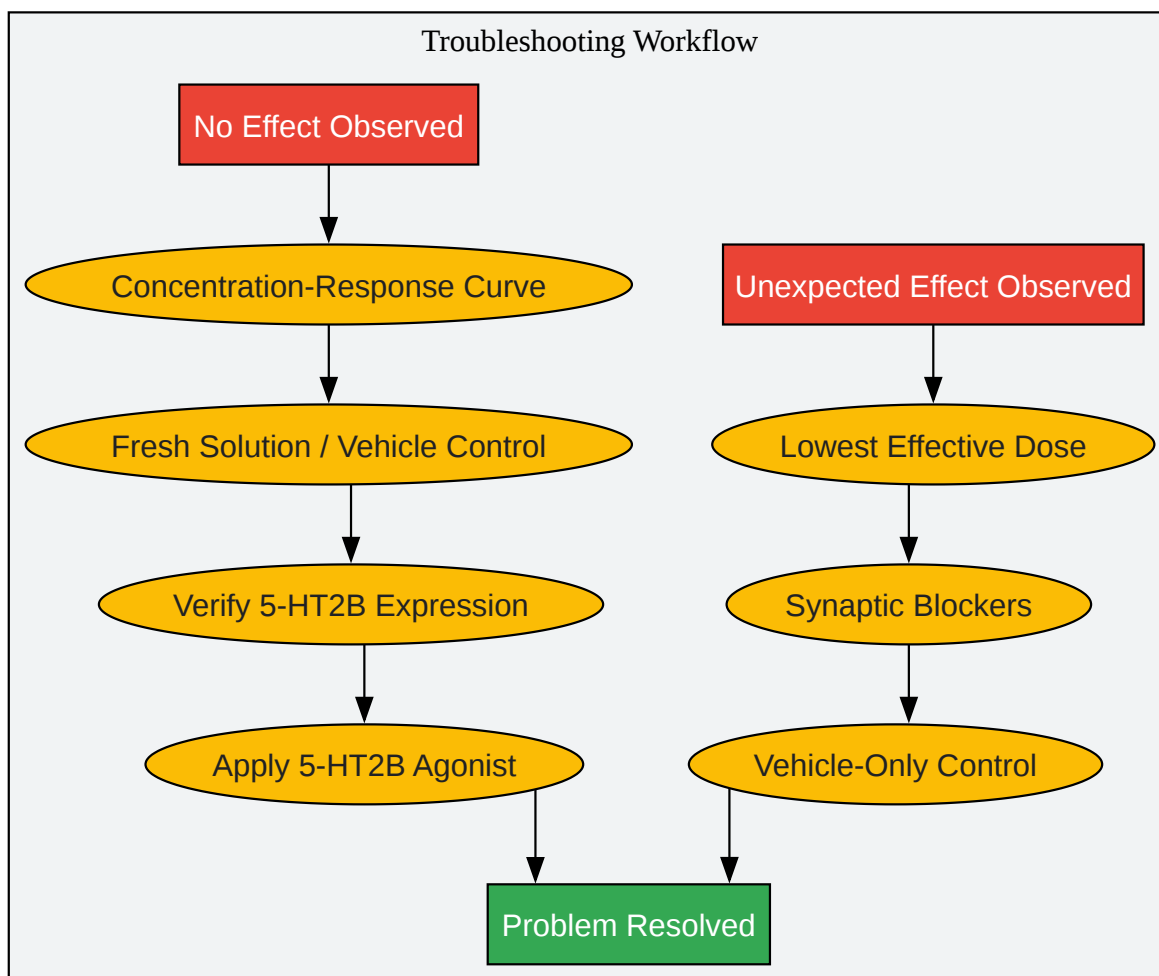 Troubleshooting Workflow
No Effect Observed
Concentration-Response Curve
Unexpected Effect Observed
Fresh Solution / Vehicle Control
Lowest Effective Dose
Verify 5-HT2B Expression
Synaptic Blockers
Apply 5-HT2B Agonist
Vehicle-Only Control
Problem Resolved